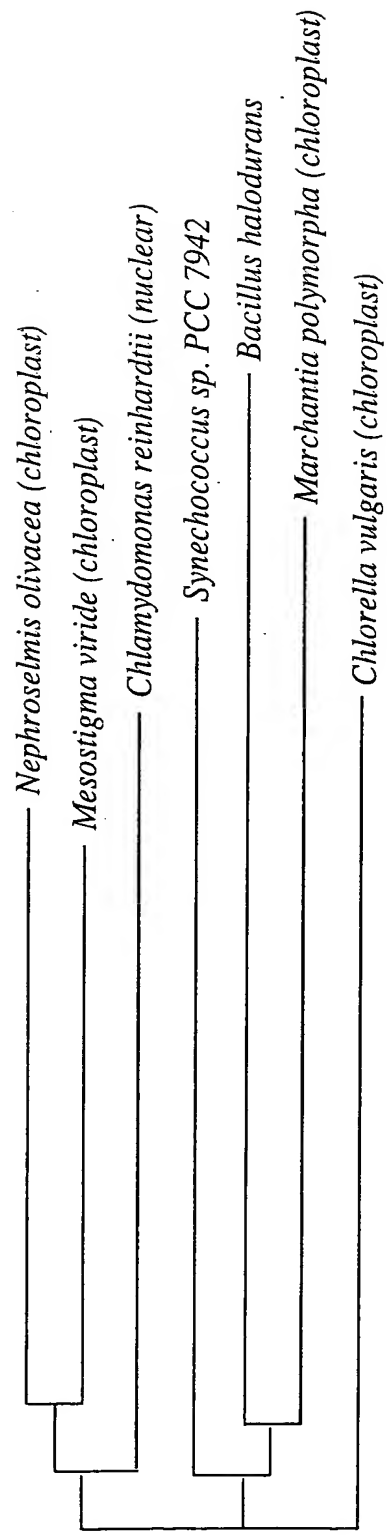 Nephroselmis olivacea (chloroplast)
Mesostigma viride (chloroplast)
Chlamydomonas reinhardtii (nuclear)
Synechococcus sp. PCC 7942
Bacillus halodurans
Marchantia polymorpha (chloroplast)
Chlorella vulgaris (chloroplast)